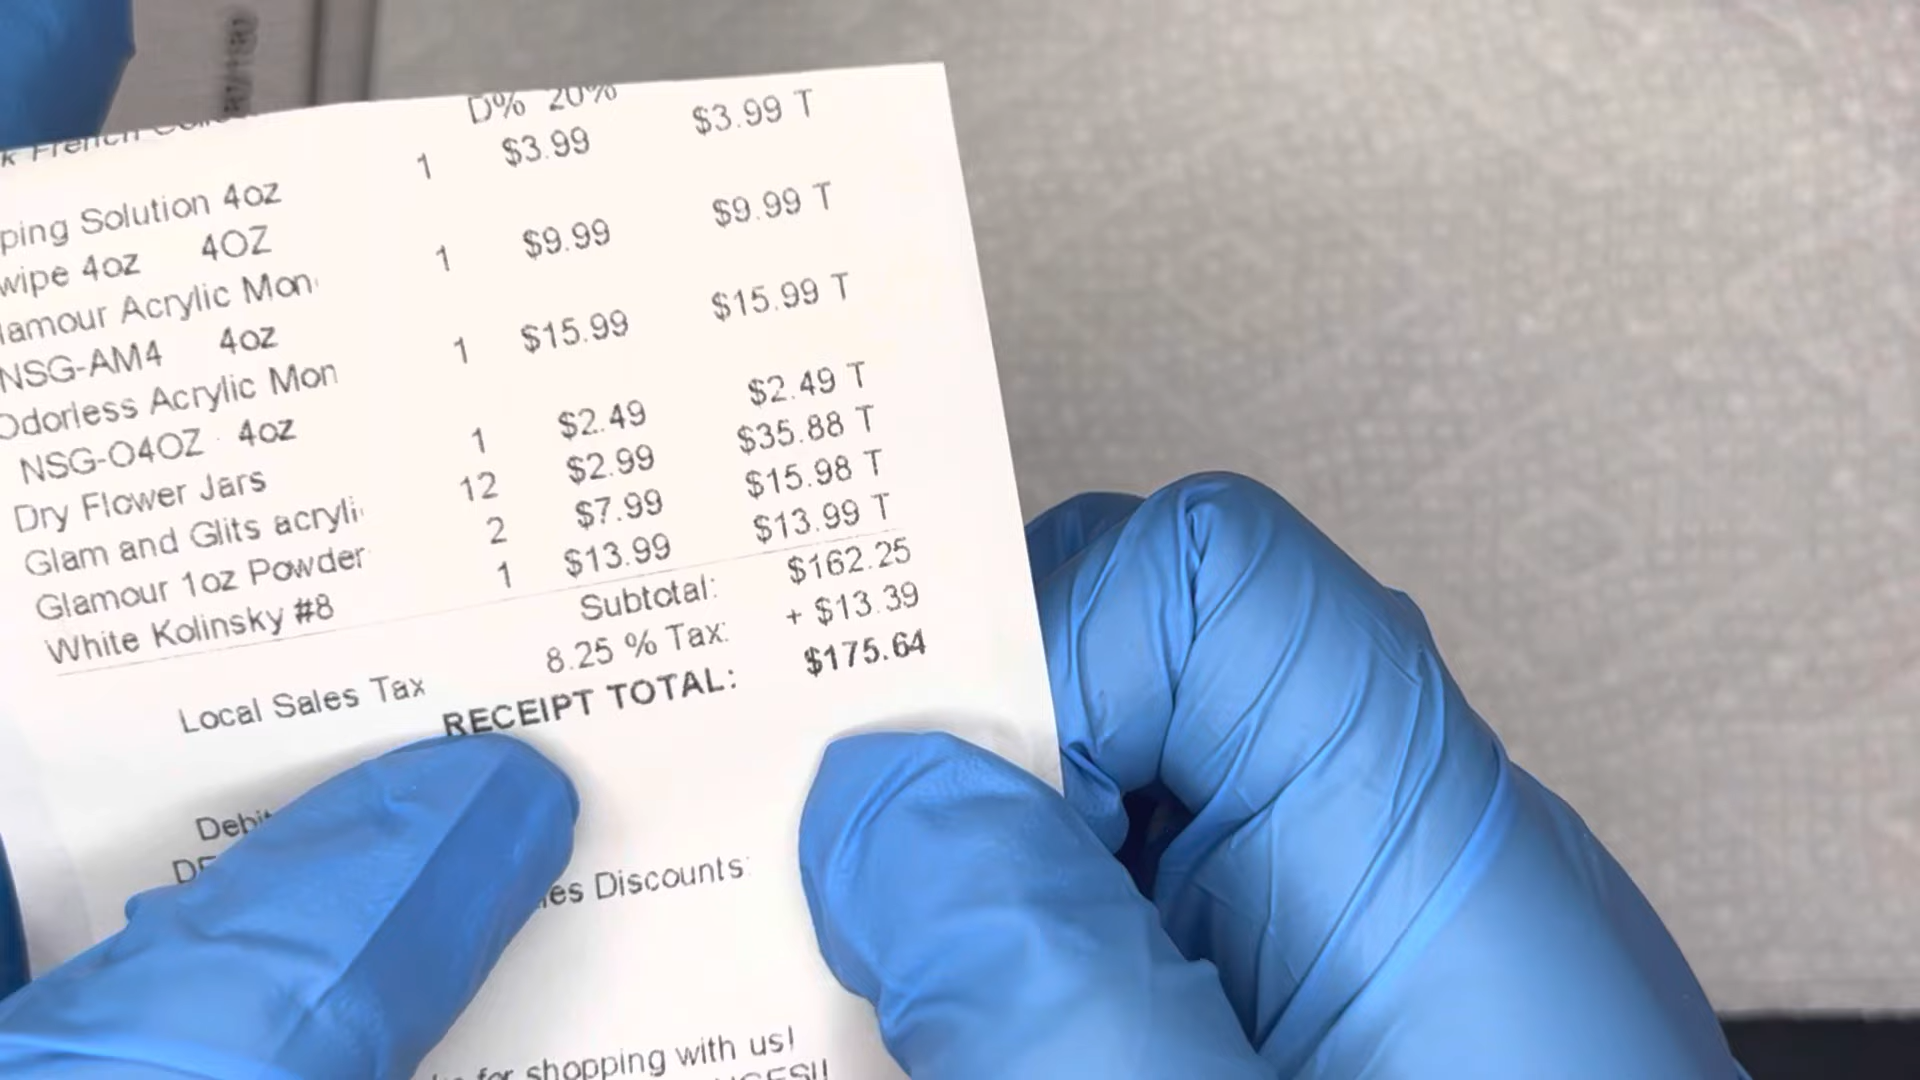 D% 20%
French
1 $3.99 $3.99 T
ping Solution 4oz
wipe 4oz 4OZ 1 $9.99 $9.99 T
lamour Acrylic Mon
NSG-AM4 4oz 1 $15.99 $15.99 T
Odorless Acrylic Mon
NSG-O4OZ 4oz 1 $2.49 $2.49 T
Dry Flower Jars 12 $2.99 $35.88 T
Glam and Glits acryli 2 $7.99 $15.98 T
Glamour 1oz Powder 1 $13.99 $13.99 T
White Kolinsky #8
Subtotal: $162.25
Local Sales Tax 8.25 % Tax: + $13.39
RECEIPT TOTAL: $175.64
Debit
es Discounts:
for shopping with us!